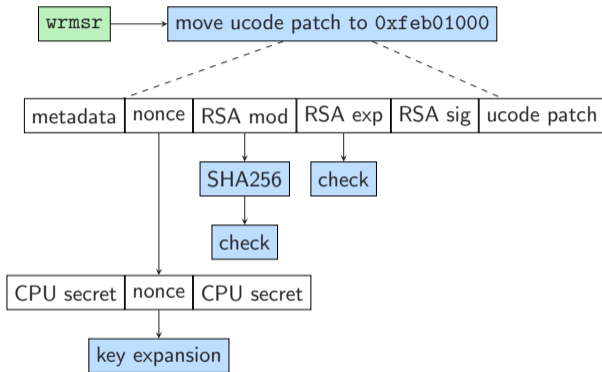 wrmsr move ucode patch to 0xfeb01000
metadata nonce RSA mod RSA exp RSA sig ucode patch
SHA256 check
check
CPU secret nonce CPU secret
key expansion